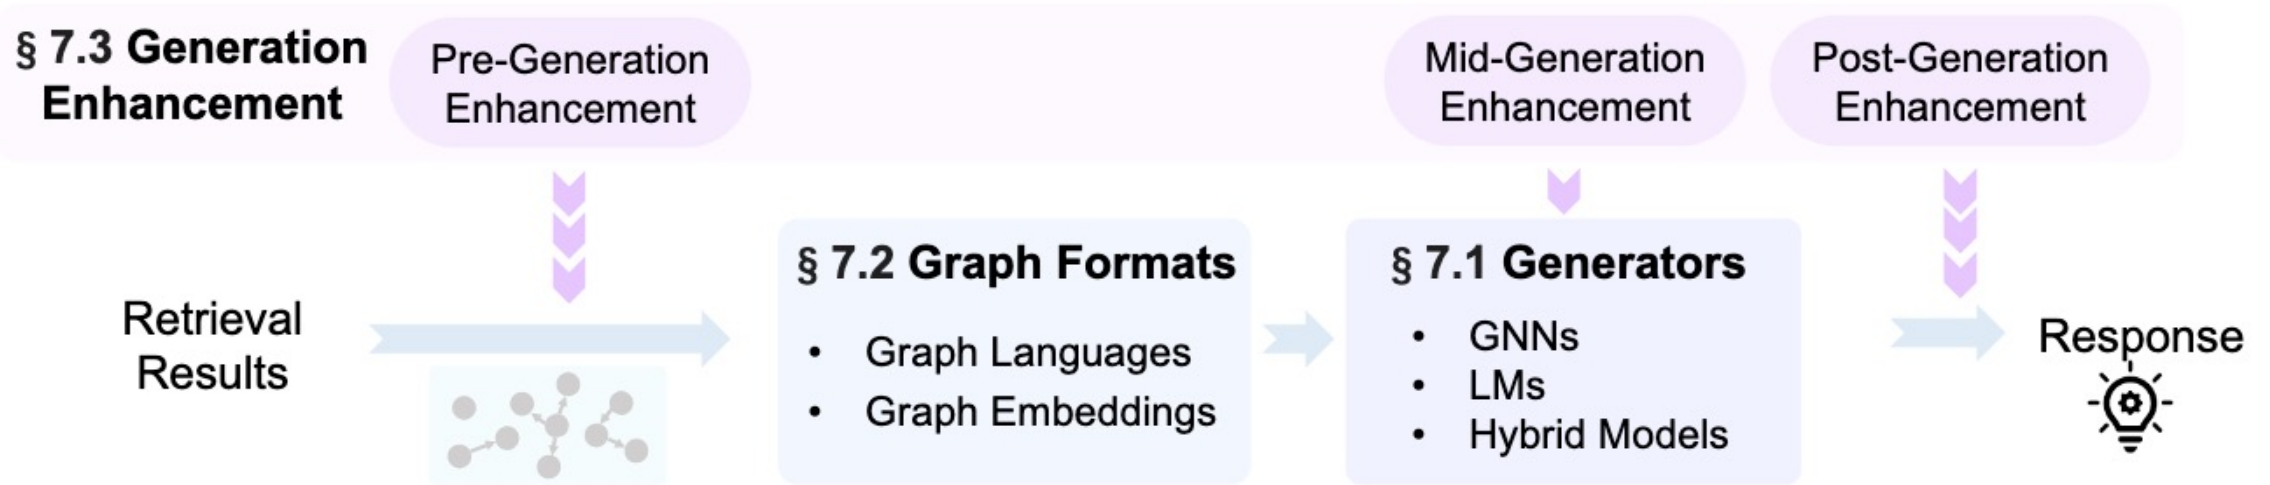 § 7.3 Generation
Enhancement
Pre-Generation
Enhancement
Mid-Generation
Enhancement
Post-Generation
Enhancement
Retrieval
Results
§ 7.2 Graph Formats
• Graph Languages
• Graph Embeddings
§ 7.1 Generators
• GNNs
• LMs
• Hybrid Models
Response